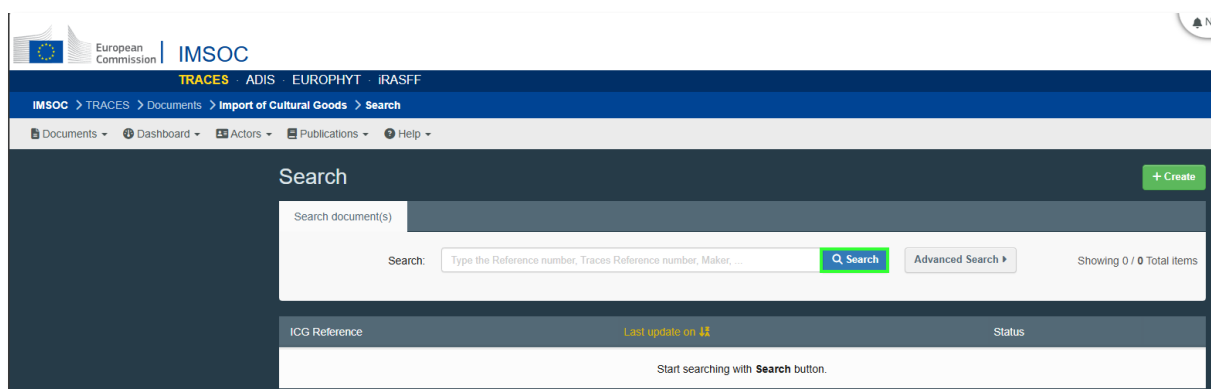 N
European
Commission
IMSOC
TRACES · ADIS · EUROPHYT · iRASFF
IMSOC > TRACES > Documents > Import of Cultural Goods > Search
Documents Dashboard Actors Publications Help
Search
+ Create
Search document(s)
Search: Type the Reference number, Traces Reference number, Maker, ... Search Advanced Search Showing 0 / 0 Total items
ICG Reference Last update on Status
Start searching with Search button.